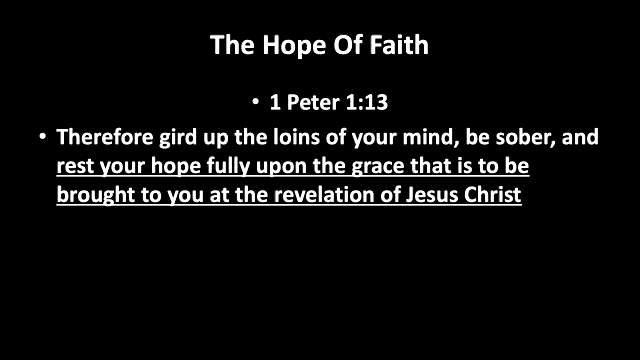 The Hope Of Faith
• 1 Peter 1:13
• Therefore gird up the loins of your mind, be sober, and
rest your hope fully upon the grace that is to be
brought to you at the revelation of Jesus Christ